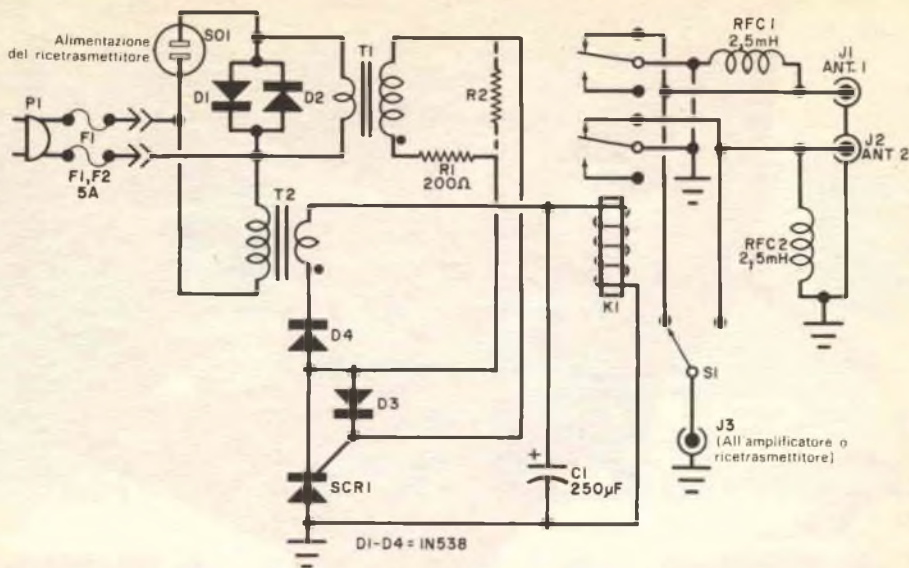 Alimentazione
del ricetrasmettitore
SO1
P1
F1
F1,F2
5A
D1
D2
T1
R2
R1
200Ω
T2
D4
D3
SCR1
C1
250µF
+
K1
RFC 1
2,5mH
J1
ANT. 1
J2
ANT 2
RFC 2
2,5mH
S1
J3
(All'amplificatore o
ricetrasmettitore)
D1-D4 = 1N538